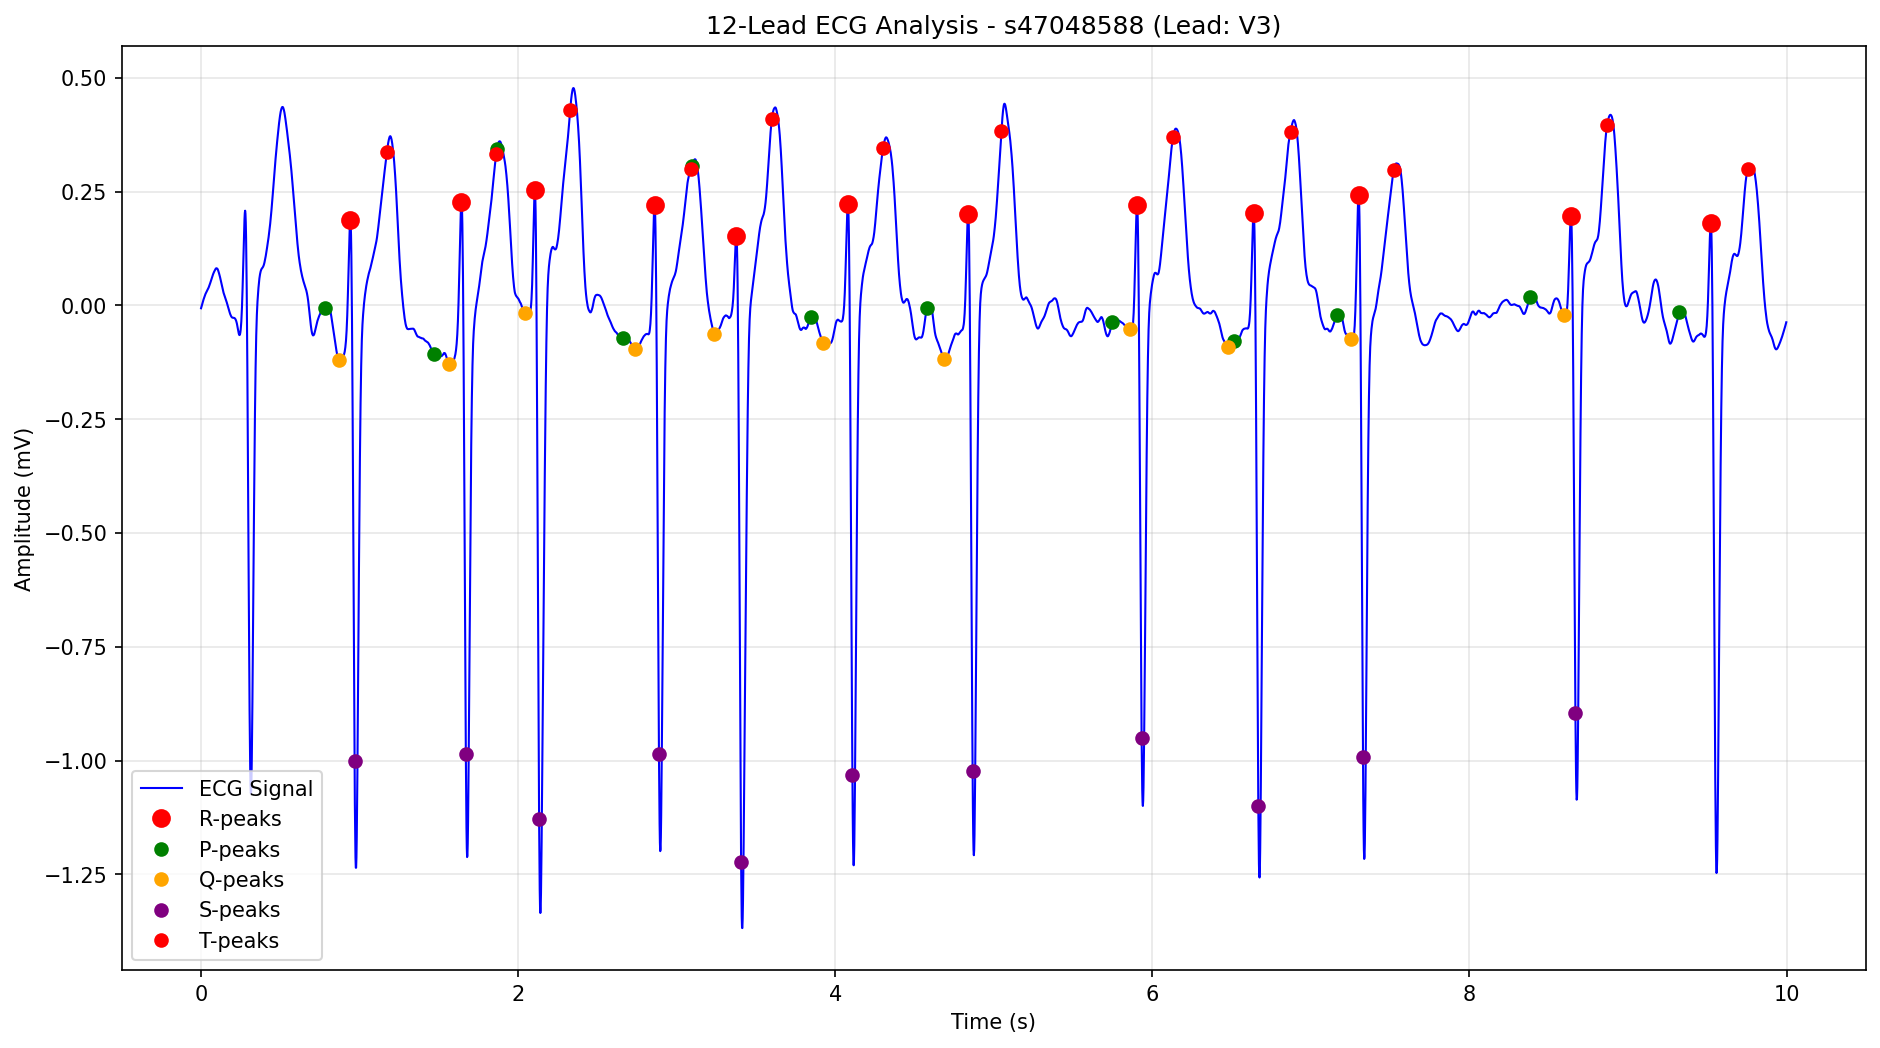 12-Lead ECG Analysis - s47048588 (Lead: V3)
Amplitude (mV)
0.50
0.25
0.00
−0.25
−0.50
−0.75
−1.00
−1.25
ECG Signal
R-peaks
P-peaks
Q-peaks
S-peaks
T-peaks
0 2 4 6 8 10
Time (s)